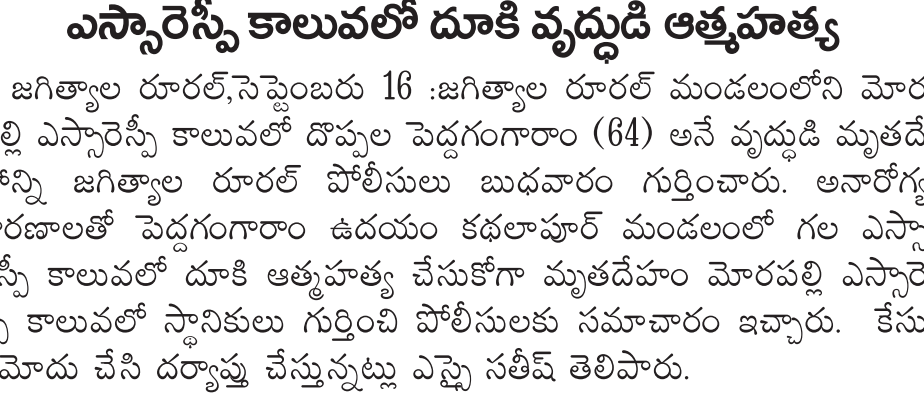 ఎస్సారెస్పీ కాలువలో దూకి వృద్ధుడి ఆత్మహత్య
జగిత్యాల రూరల్,సెప్టెంబరు 16 :జగిత్యాల రూరల్ మండలంలోని మోర
ల్లి ఎస్సారెస్పీ కాలువలో దొప్పల పెద్దగంగారాం (64) అనే వృద్ధుడి మృతదే
హాన్ని జగిత్యాల రూరల్ పోలీసులు బుధవారం గుర్తించారు. అనారోగ్య
రణాలతో పెద్దగంగారాం ఉదయం కథలాపూర్ మండలంలో గల ఎస్సా
స్పీ కాలువలో దూకి ఆత్మహత్య చేసుకోగా మృతదేహం మోరపల్లి ఎస్సారె
కాలువలో స్థానికులు గుర్తించి పోలీసులకు సమాచారం ఇచ్చారు. కేసు
మోదు చేసి దర్యాప్తు చేస్తున్నట్లు ఎస్సై సతీష్ తెలిపారు.